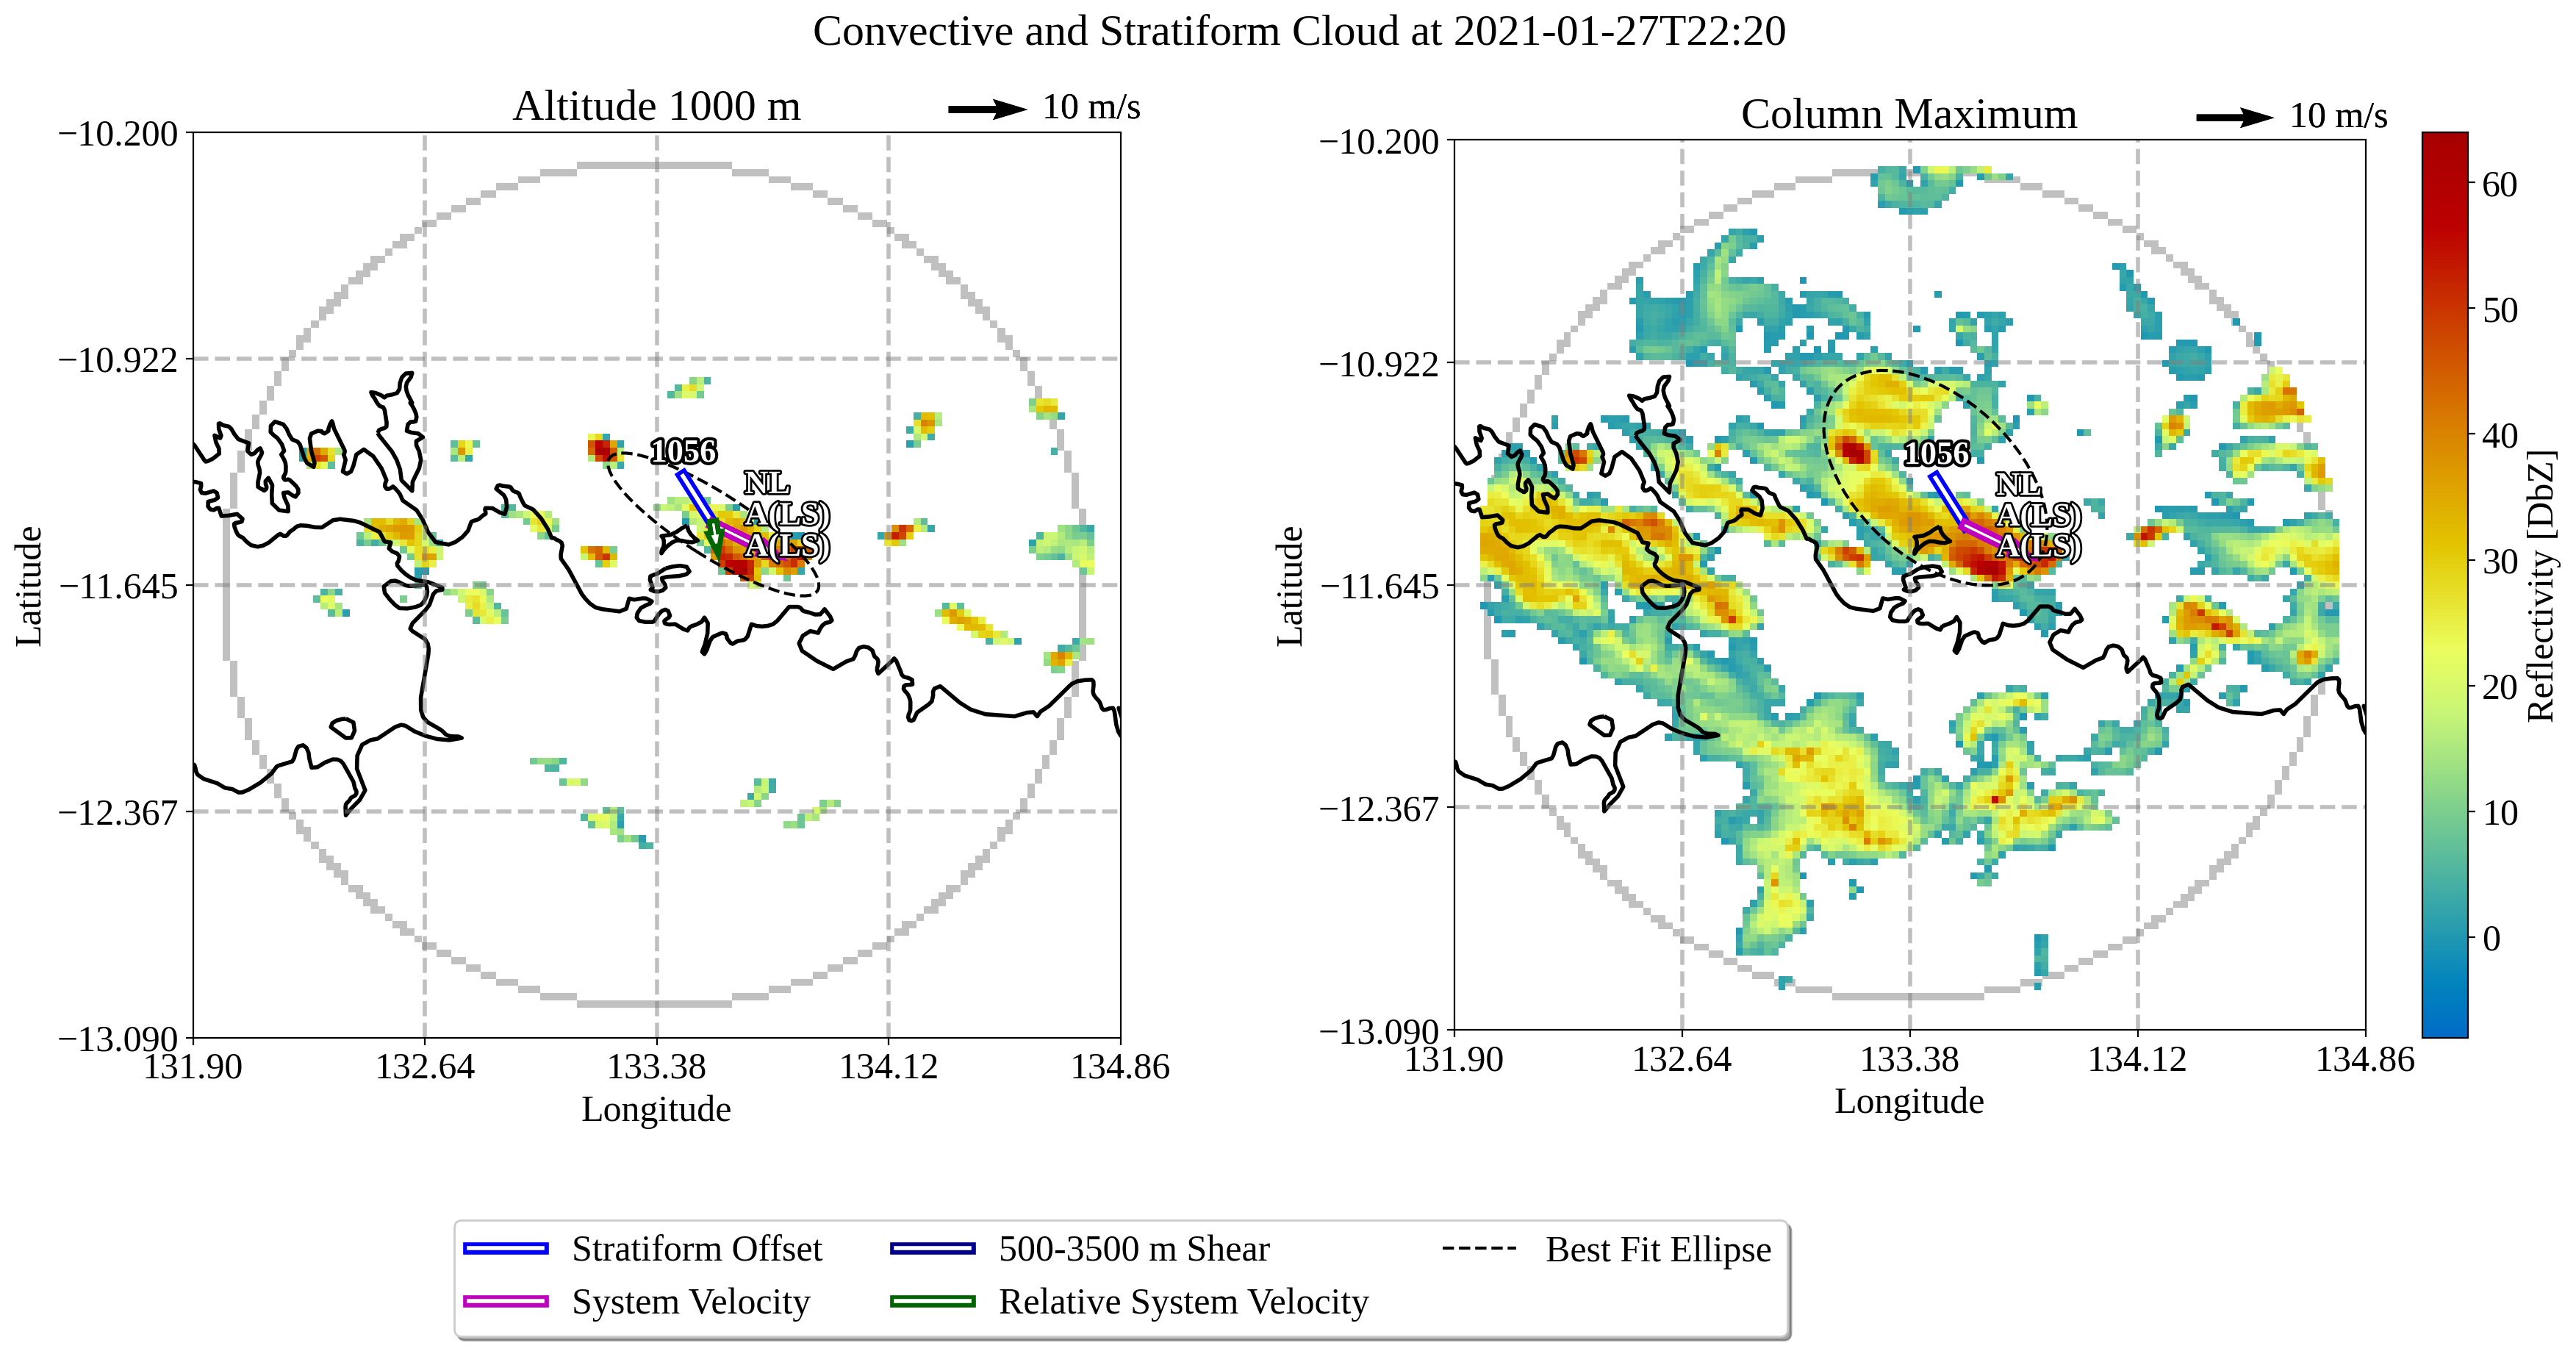 Convective and Stratiform Cloud at 2021-01-27T22:20
Altitude 1000 m
10 m/s
−10.200
−10.922
−11.645
−12.367
−13.090
Latitude
131.90
132.64
133.38
134.12
134.86
Longitude
1056
NL
A(LS)
A(LS)
Column Maximum
10 m/s
−10.200
−10.922
−11.645
−12.367
−13.090
Latitude
131.90
132.64
133.38
134.12
134.86
Longitude
1056
NL
A(LS)
A(LS)
60
50
40
30
20
10
0
Reflectivity [DbZ]
Stratiform Offset
System Velocity
500-3500 m Shear
Relative System Velocity
Best Fit Ellipse